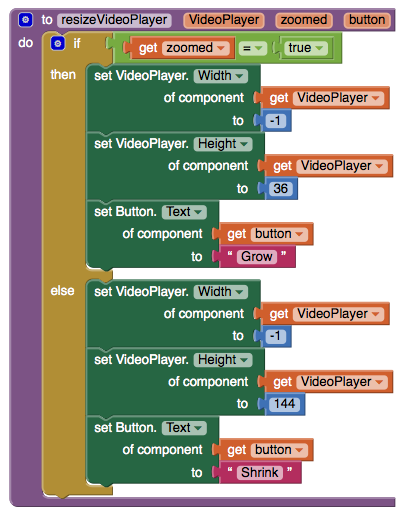 to resizeVideoPlayer VideoPlayer zoomed button
do if get zoomed = true
then set VideoPlayer. Width
of component get VideoPlayer
to -1
set VideoPlayer. Height
of component get VideoPlayer
to 36
set Button. Text
of component get button
to “ Grow ”
else set VideoPlayer. Width
of component get VideoPlayer
to -1
set VideoPlayer. Height
of component get VideoPlayer
to 144
set Button. Text
of component get button
to “ Shrink ”